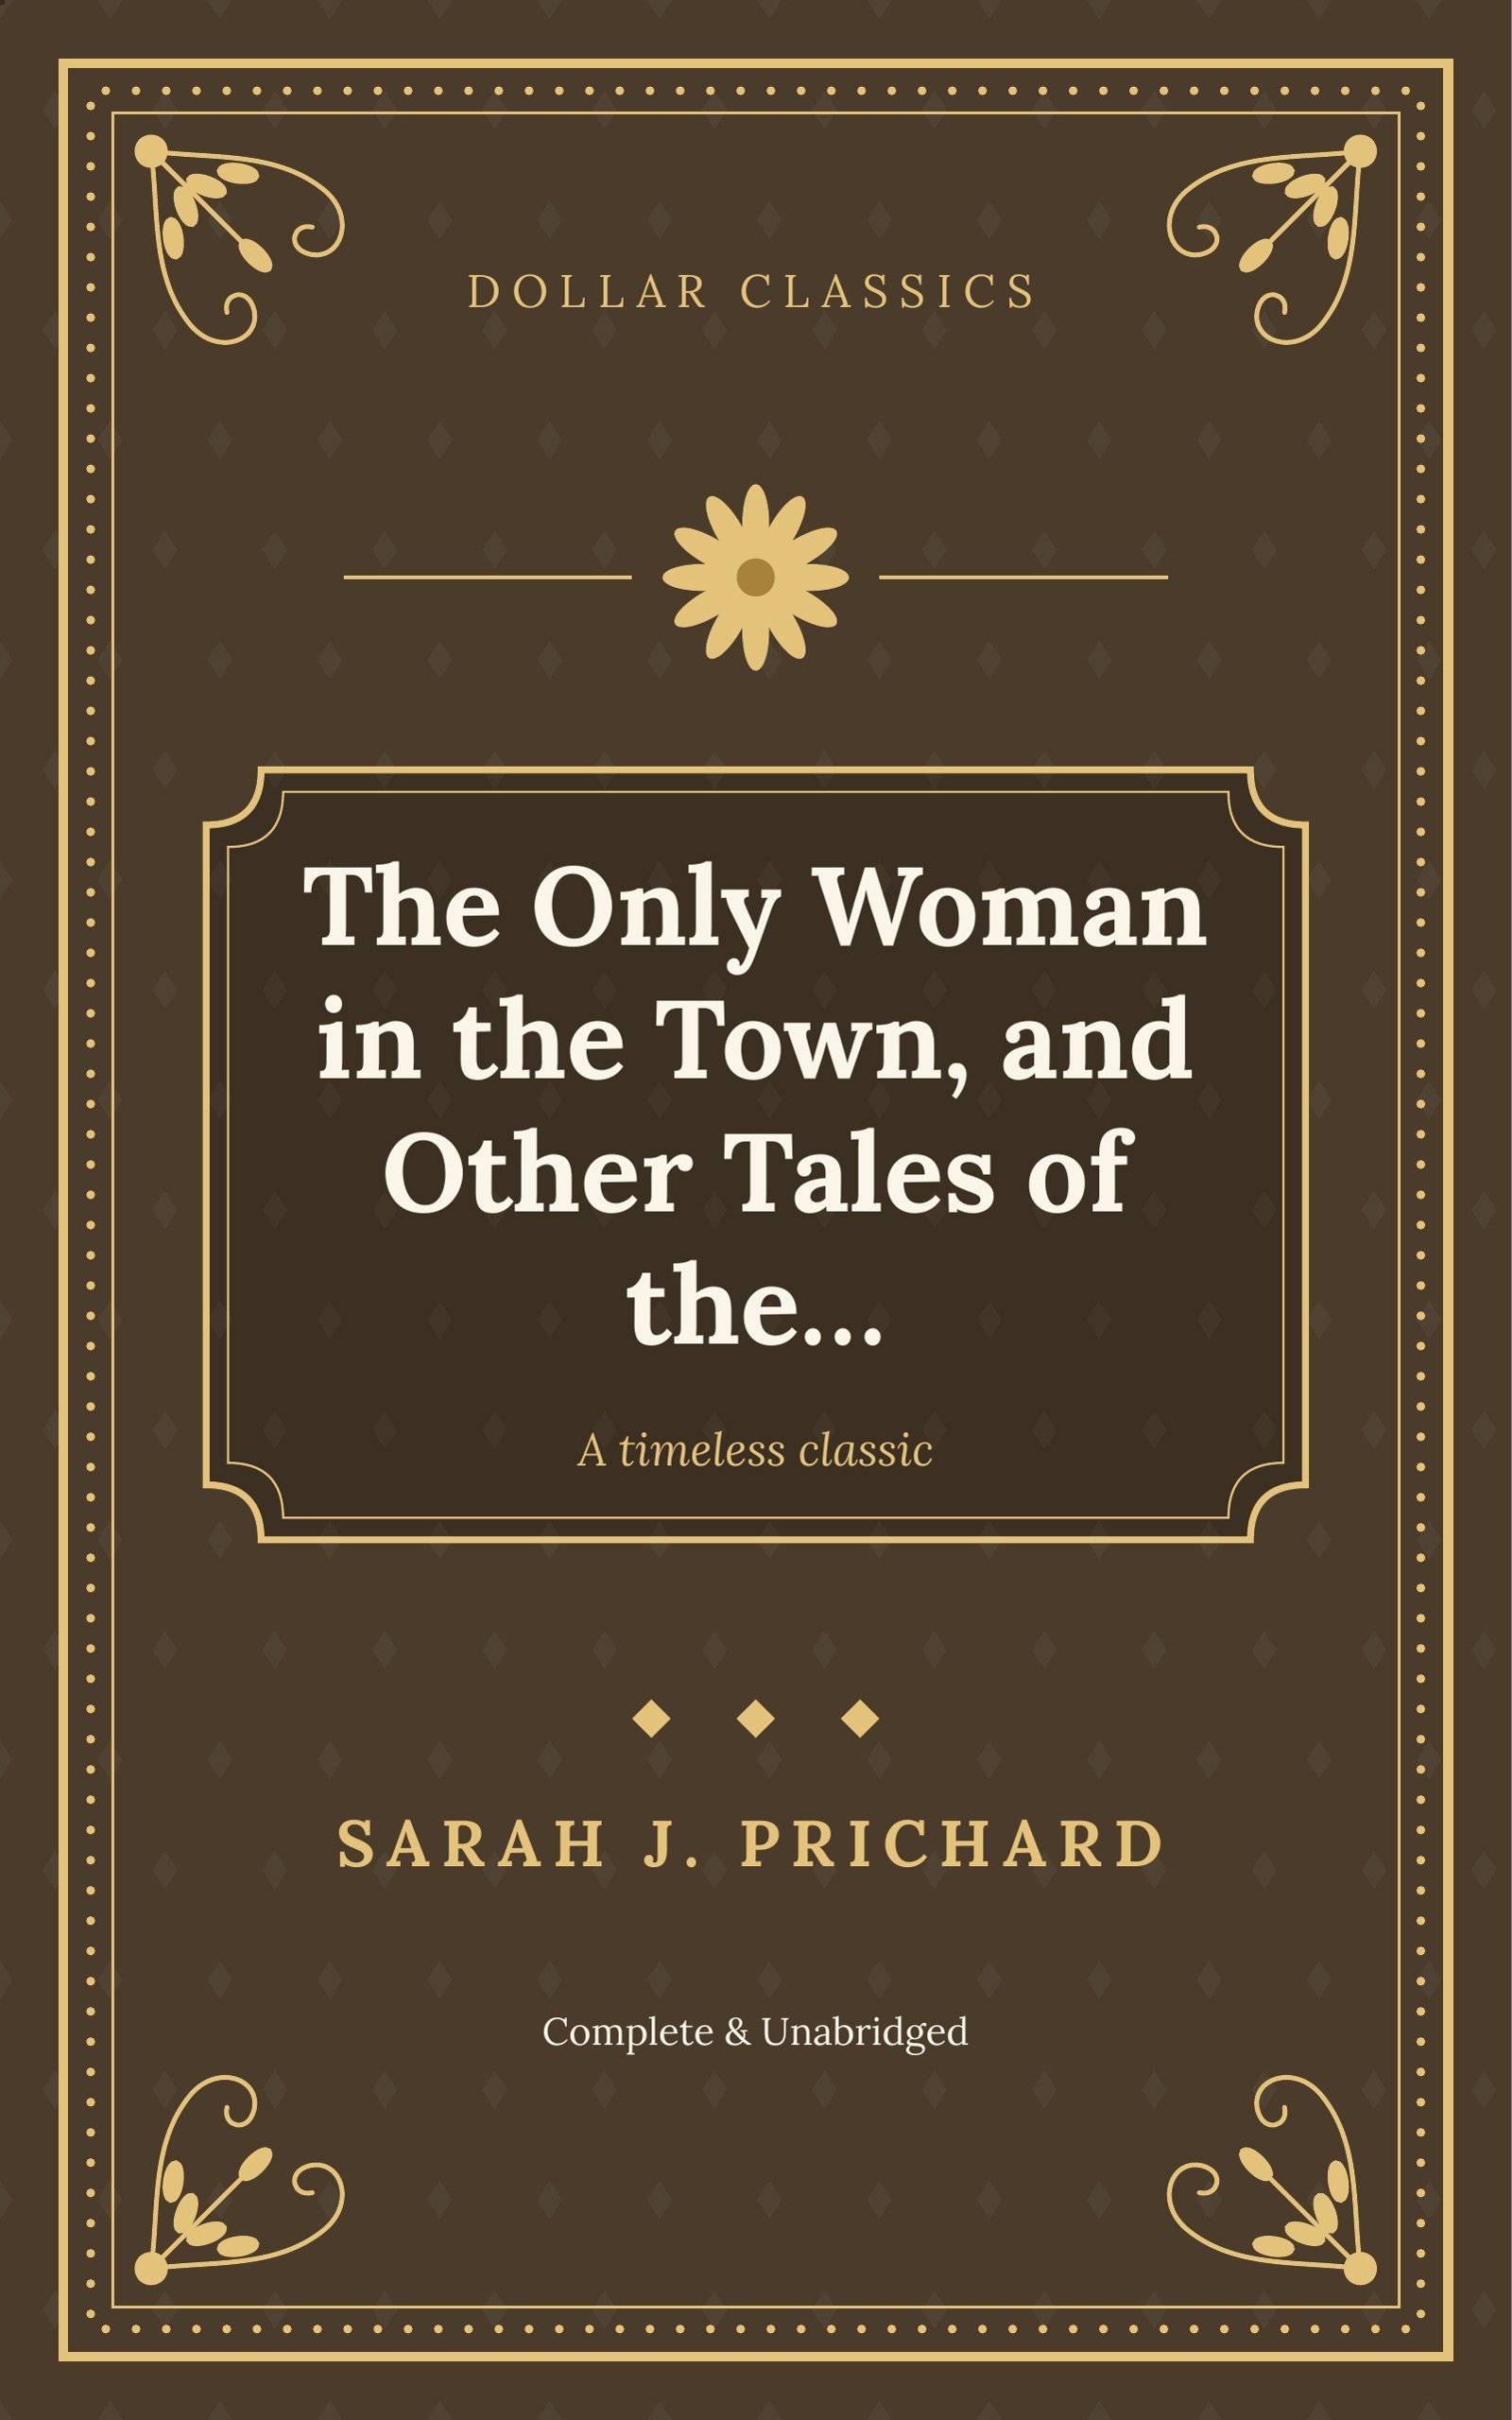 DOLLAR CLASSICS
The Only Woman
in the Town, and
Other Tales of
the...
A timeless classic
SARAH J. PRICHARD
Complete & Unabridged